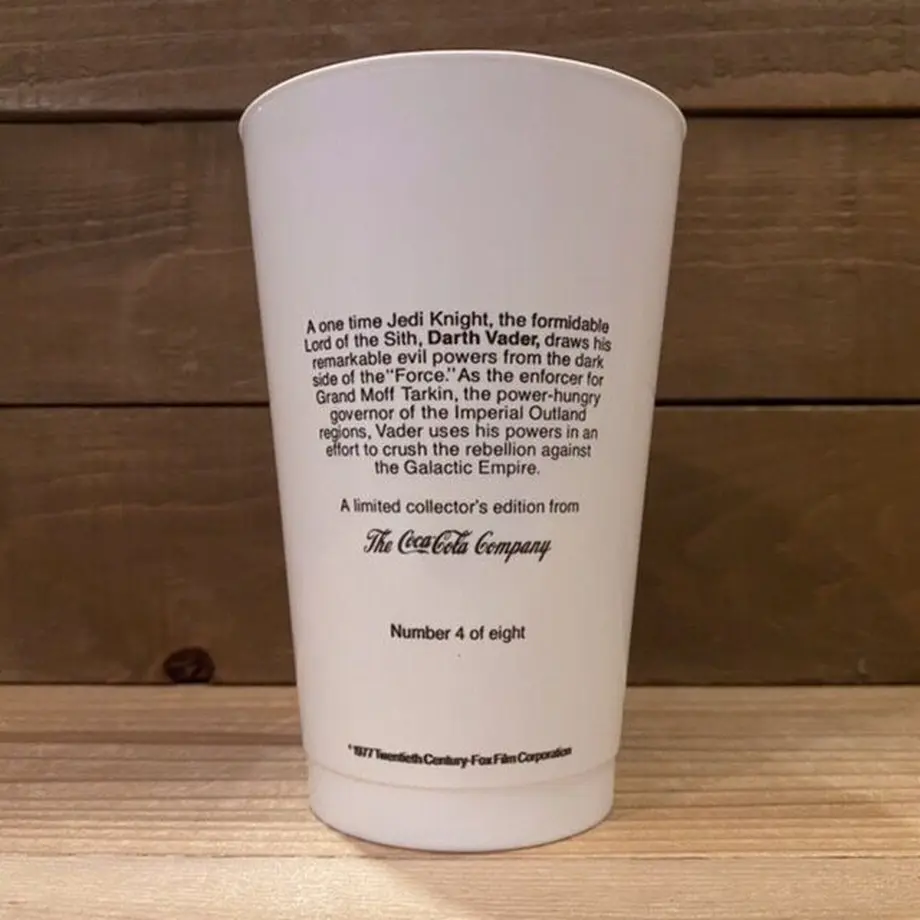 A one time Jedi Knight, the formidable
Lord of the Sith, Darth Vader, draws his
remarkable evil powers from the dark
side of the "Force." As the enforcer for
Grand Moff Tarkin, the power-hungry
governor of the Imperial Outland
regions, Vader uses his powers in an
effort to crush the rebellion against
the Galactic Empire.
A limited collector's edition from
The Coca-Cola Company
Number 4 of eight
©1977 Twentieth Century-Fox Film Corporation